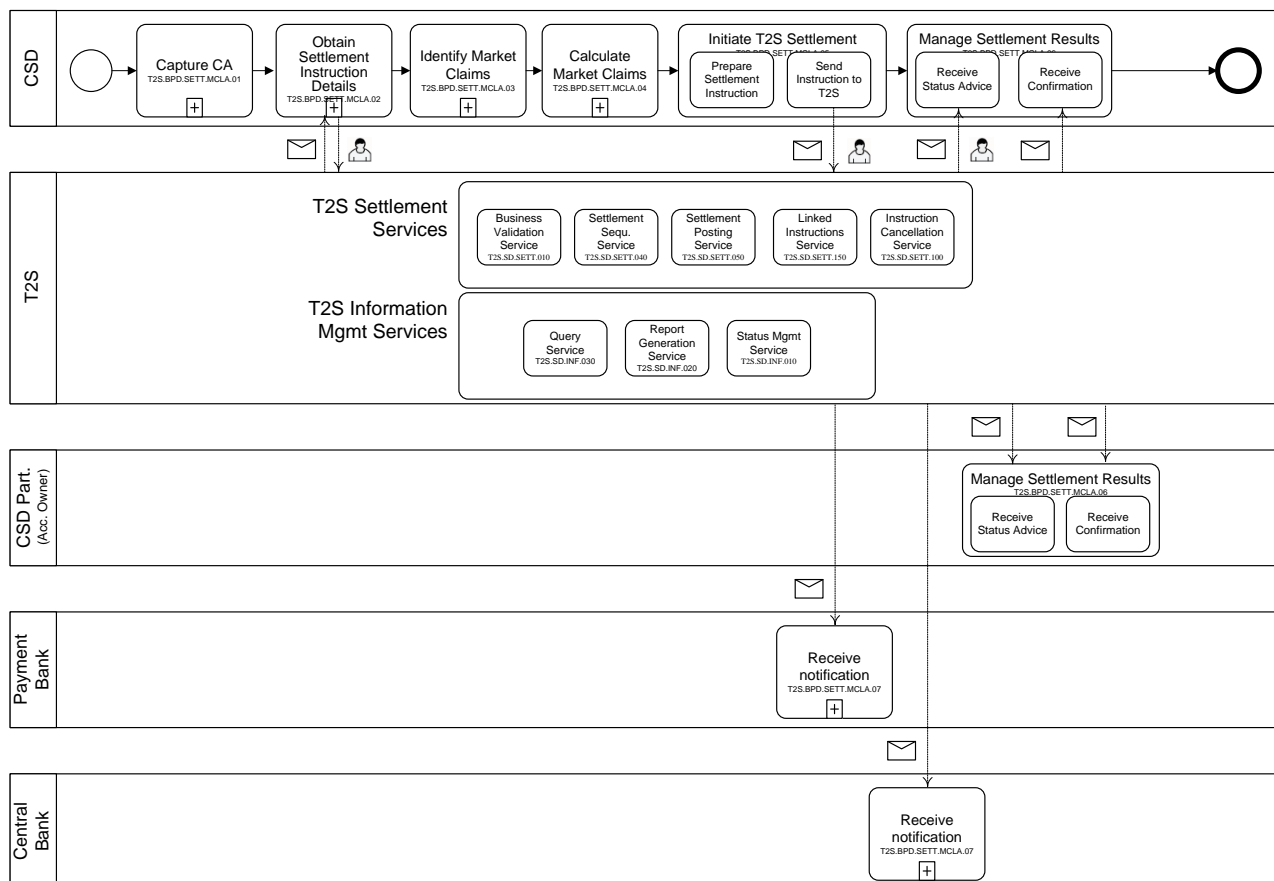 CSD
Capture CA
T2S.BPD.SETT.MCLA.01
Obtain
Settlement
Instruction
Details
T2S.BPD.SETT.MCLA.02
Identify Market
Claims
T2S.BPD.SETT.MCLA.03
Calculate
Market Claims
T2S.BPD.SETT.MCLA.04
Initiate T2S Settlement
Prepare
Settlement
Instruction
Send
Instruction to
T2S
Manage Settlement Results
Receive
Status Advice
Receive
Confirmation
T2S
T2S Settlement
Services
Business
Validation
Service
T2S.SD.SETT.010
Settlement
Sequ.
Service
T2S.SD.SETT.040
Settlement
Posting
Service
T2S.SD.SETT.050
Linked
Instructions
Service
T2S.SD.SETT.150
Instruction
Cancellation
Service
T2S.SD.SETT.100
T2S Information
Mgmt Services
Query
Service
T2S.SD.INF.030
Report
Generation
Service
T2S.SD.INF.020
Status Mgmt
Service
T2S.SD.INF.010
CSD Part.
(Acc. Owner)
Manage Settlement Results
T2S.BPD.SETT.MCLA.06
Receive
Status Advice
Receive
Confirmation
Payment
Bank
Receive
notification
T2S.BPD.SETT.MCLA.07
Central
Bank
Receive
notification
T2S.BPD.SETT.MCLA.07